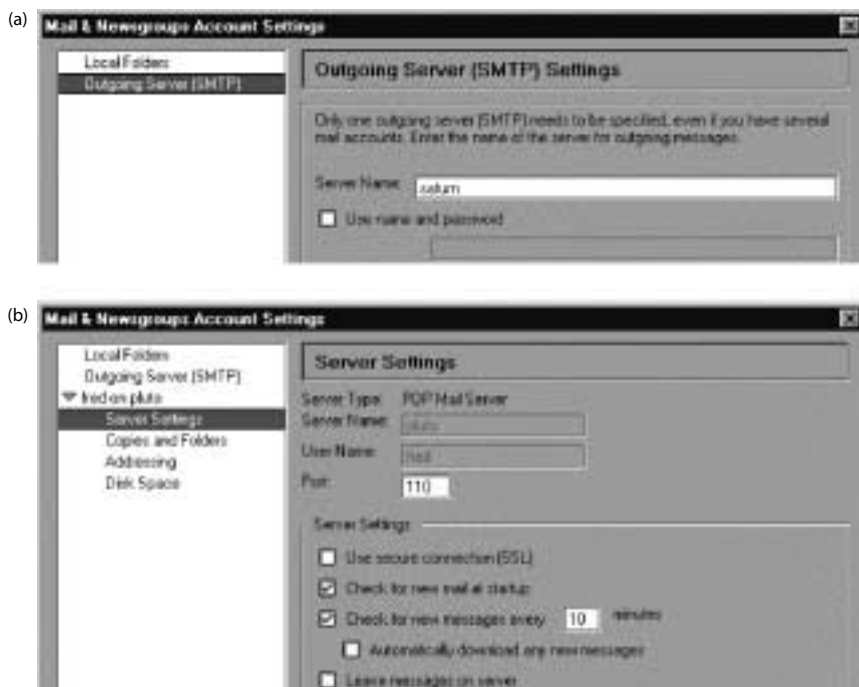 (a)
Mail & Newsgroups Account Settings
Local Folders
Outgoing Server (SMTP)
Outgoing Server (SMTP) Settings
Only one outgoing server (SMTP) needs to be specified, even if you have several
mail accounts. Enter the name of the server for outgoing messages.
Server Name:
saturn
Use name and password
(b)
Mail & Newsgroups Account Settings
Local Folders
Outgoing Server (SMTP)
fred on pluto
Server Settings
Copies and Folders
Addressing
Disk Space
Server Settings
Server Type: POP Mail Server
Server Name: pluto
User Name: fred
Port: 110
Server Settings
Use secure connection (SSL)
Check for new mail at startup
Check for new messages every 10 minutes
Automatically download any new messages
Leave messages on server